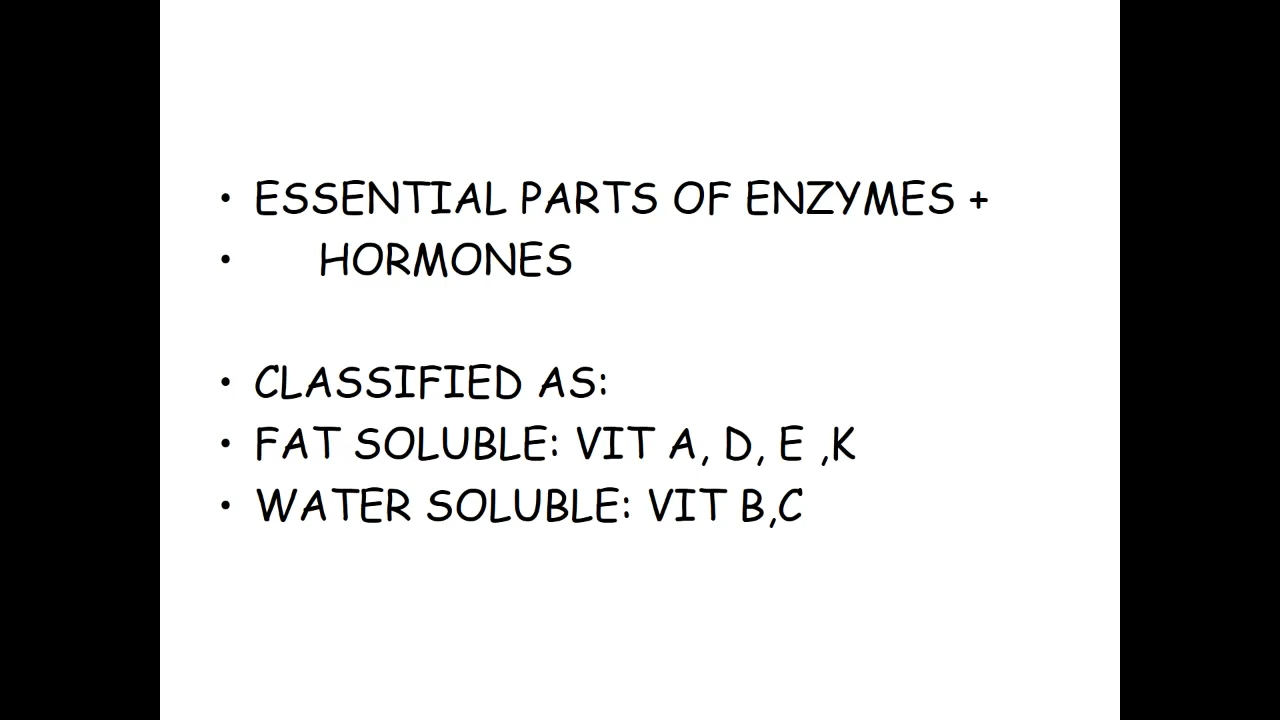 • ESSENTIAL PARTS OF ENZYMES +
• HORMONES
• CLASSIFIED AS:
• FAT SOLUBLE: VIT A, D, E ,K
• WATER SOLUBLE: VIT B,C